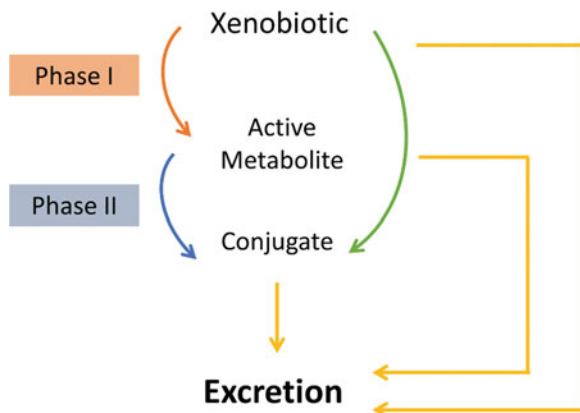 Xenobiotic
Phase I
Active
Metabolite
Phase II
Conjugate
Excretion